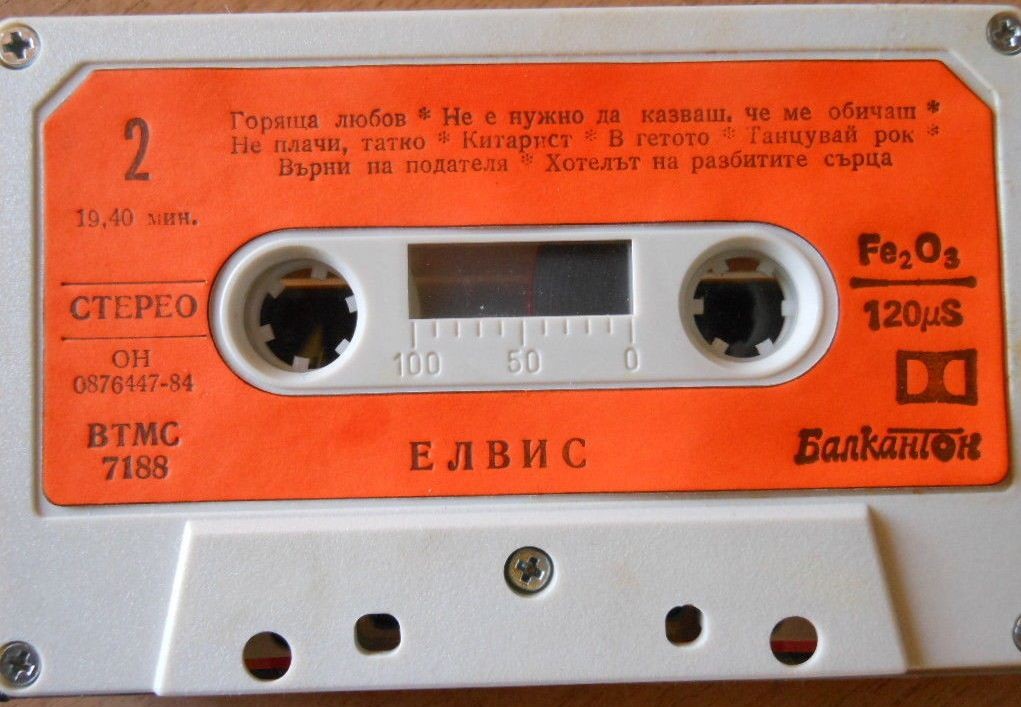 2
Горяща любов * Не е нужно да казваш, че ме обичаш *
Не плачи, татко * Китарист * В гетото * Танцувай рок *
Върни на подателя * Хотелът на разбитите сърца
19,40 мин.
СТЕРЕО
ОН
0876447-84
ВТМС
7188
100 50 0
Fe₂O₃
120µS
ЕЛВИС
Балкантон